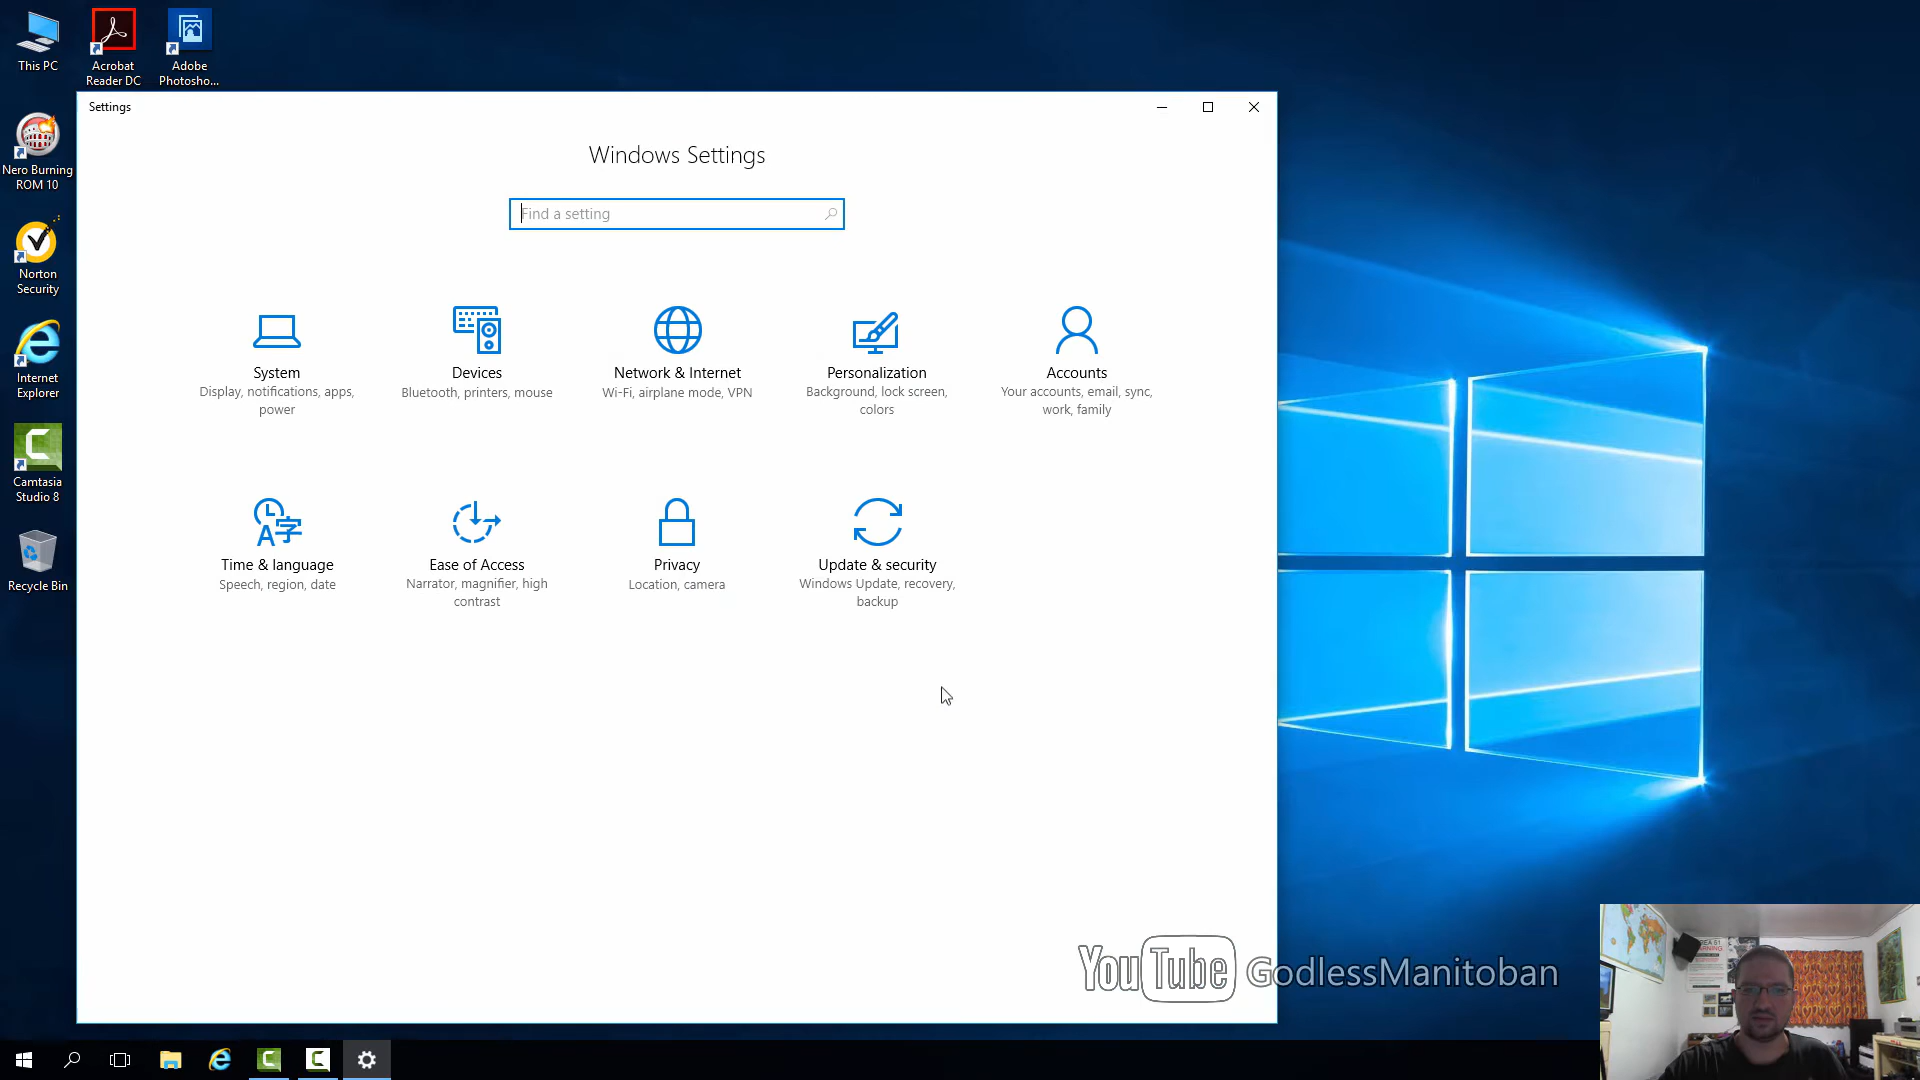 This PC
Acrobat
Reader DC
Adobe
Photosho...
Nero Burning
ROM 10
Norton
Security
Internet
Explorer
Camtasia
Studio 8
Recycle Bin
Settings
Windows Settings
Find a setting
System
Display, notifications, apps,
power
Devices
Bluetooth, printers, mouse
Network & Internet
Wi-Fi, airplane mode, VPN
Personalization
Background, lock screen,
colors
Accounts
Your accounts, email, sync,
work, family
Time & language
Speech, region, date
Ease of Access
Narrator, magnifier, high
contrast
Privacy
Location, camera
Update & security
Windows Update, recovery,
backup
YouTube GodlessManitoban
AREA 51
WARNING